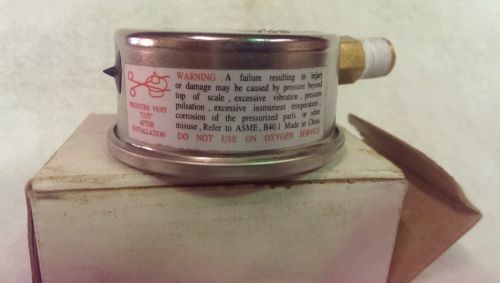 WARNING : A failure resulting in injury
or damage may be caused by pressure beyond
top of scale , excessive vibration , pressure
pulsation , excessive instrument temperature ,
corrosion of the pressurized parts , or other
misuse , Refer to ASME , B40.1 Made in China
DO NOT USE ON OXYGEN SERVICE
PRESSURE VENT
"CUT"
AFTER
INSTALLATION